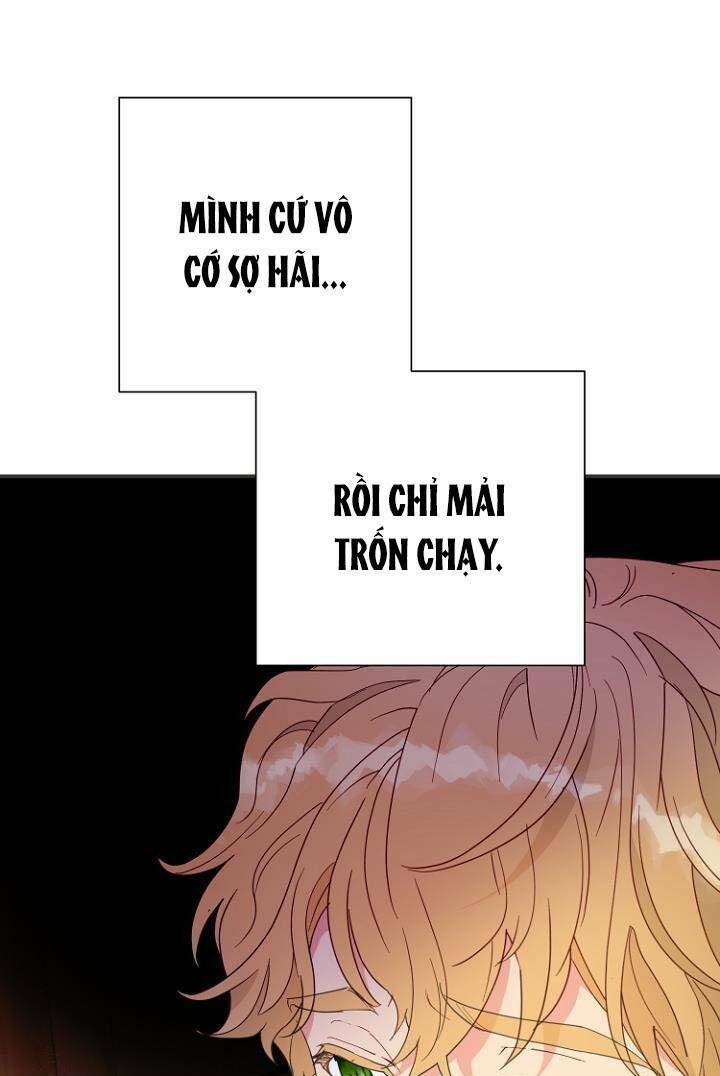 MÌNH CỨ VÔ
CỚ SỢ HÃI...
RỒI CHỈ MẢI
TRỐN CHẠY.